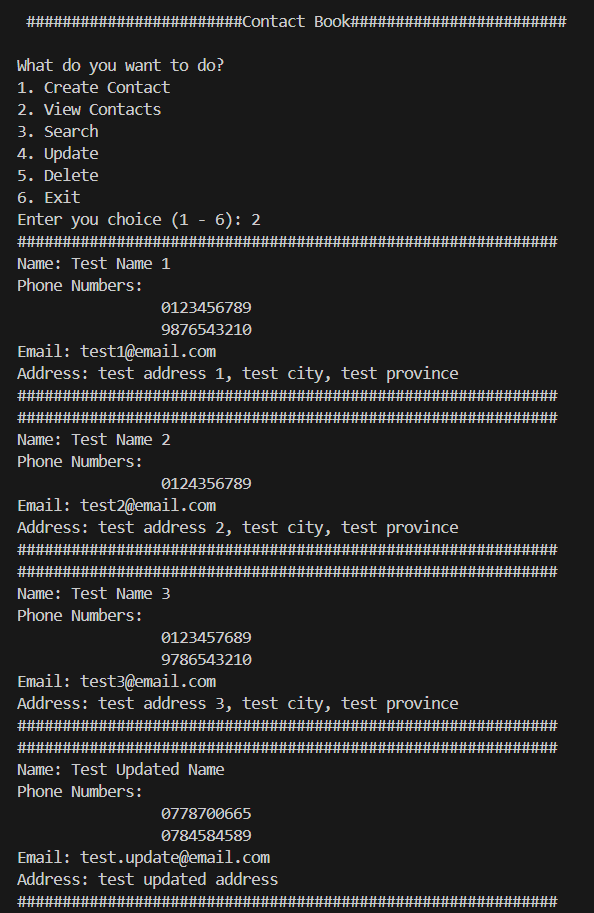 ########################Contact Book########################
What do you want to do?
1. Create Contact
2. View Contacts
3. Search
4. Update
5. Delete
6. Exit
Enter you choice (1 - 6): 2
############################################################
Name: Test Name 1
Phone Numbers:
0123456789
9876543210
Email: test1@email.com
Address: test address 1, test city, test province
############################################################
############################################################
Name: Test Name 2
Phone Numbers:
0124356789
Email: test2@email.com
Address: test address 2, test city, test province
############################################################
############################################################
Name: Test Name 3
Phone Numbers:
0123457689
9786543210
Email: test3@email.com
Address: test address 3, test city, test province
############################################################
############################################################
Name: Test Updated Name
Phone Numbers:
0778700665
0784584589
Email: test.update@email.com
Address: test updated address
############################################################